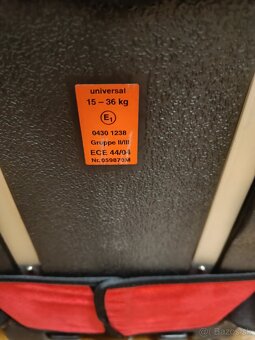 universal
15 – 36 kg
E1
0430 1238
Gruppe II/III
ECE 44/04